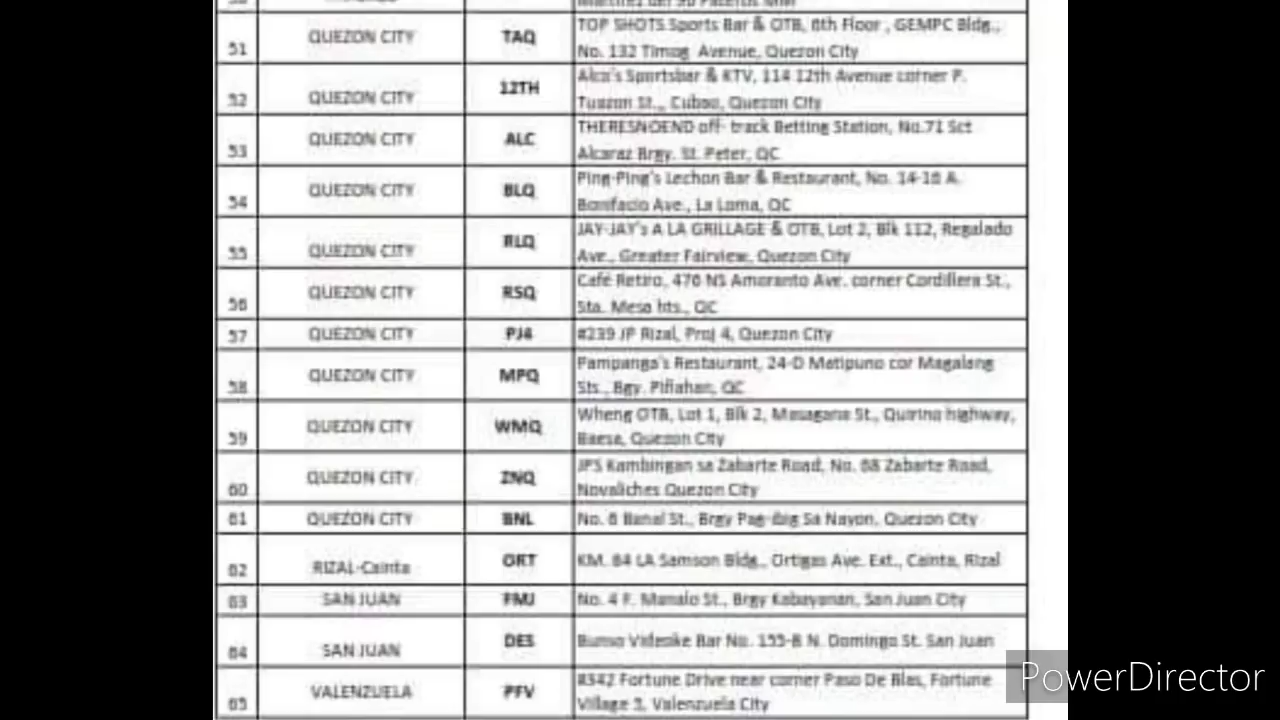 51 QUEZON CITY TAQ TOP SHOTS Sports Bar & OTB, 6th Floor , GEMPC Bldg.,
No. 132 Timog Avenue, Quezon City
52 QUEZON CITY 12TH Alco's Sportsbar & KTV, 114 12th Avenue corner P.
Tuazon St., Cubao, Quezon City
53 QUEZON CITY ALC THERESNOEND off- track Betting Station, No.71 Sct
Alcaraz Brgy. St. Peter, QC
54 QUEZON CITY BLQ Ping-Ping's Lechon Bar & Restaurant, No. 14-16 A.
Bonifacio Ave., La Loma, QC
55 QUEZON CITY RLQ JAY-JAY's A LA GRILLAGE & OTB, Lot 2, Blk 112, Regalado
Ave., Greater Fairview, Quezon City
56 QUEZON CITY RSQ Café Retiro, 476 NS Amoranto Ave. corner Cordillera St.,
Sta. Mesa hts., QC
57 QUEZON CITY PJ4 #239 JP Rizal, Proj 4, Quezon City
58 QUEZON CITY MPQ Pampanga's Restaurant, 24-D Matipuno cor Magalang
Sts., Bgy. Piñahan, QC
59 QUEZON CITY WMQ Wheng OTB, Lot 1, Blk 2, Masagana St., Quirino highway,
Baesa, Quezon City
60 QUEZON CITY ZNQ JPS Kambingan sa Zabarte Road, No. 68 Zabarte Road,
Novaliches Quezon City
61 QUEZON CITY BNL No. 6 Banal St., Brgy Pag-ibig Sa Nayon, Quezon City
62 RIZAL-Cainta ORT KM. 64 LA Samson Bldg., Ortigas Ave. Ext., Cainta, Rizal
63 SAN JUAN FMJ No. 4 F. Manalo St., Brgy Kabayanan, San Juan City
64 SAN JUAN DES Bunso Videoke Bar No. 155-B N. Domingo St. San Juan
65 VALENZUELA PFV #342 Fortune Drive near corner Paso De Blas, Fortune
Village 5, Valenzuela City
PowerDirector